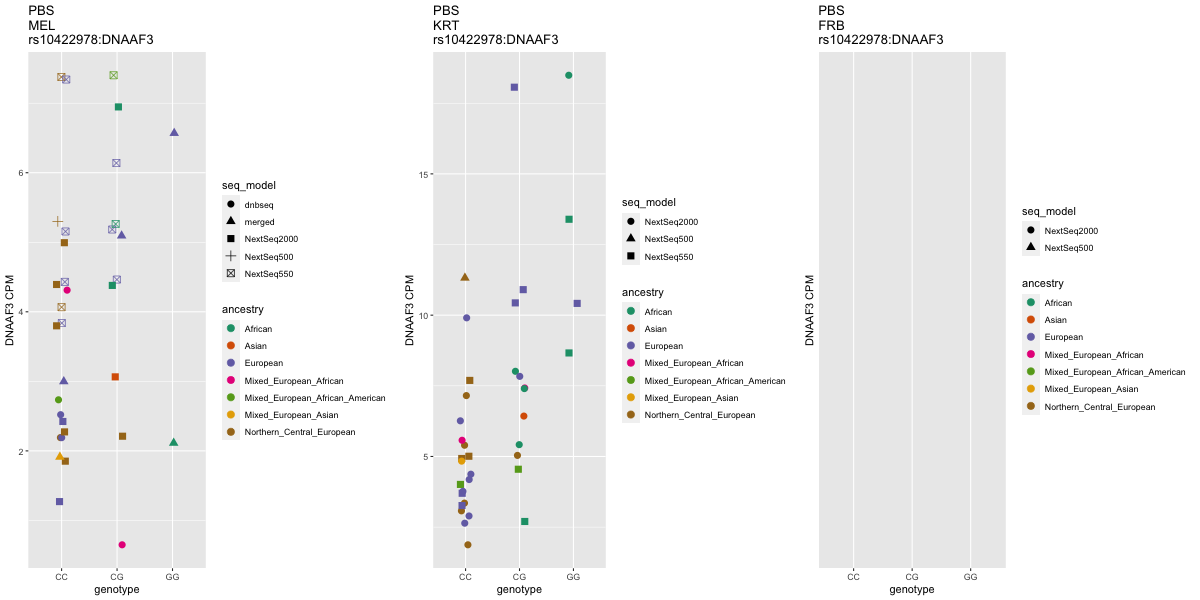 PBS
MEL
rs10422978:DNAAF3
DNAAF3 CPM
6
4
2
CC
CG
GG
genotype
seq_model
dnbseq
merged
NextSeq2000
NextSeq500
NextSeq550
ancestry
African
Asian
European
Mixed_European_African
Mixed_European_African_American
Mixed_European_Asian
Northern_Central_European
PBS
KRT
rs10422978:DNAAF3
DNAAF3 CPM
15
10
5
CC
CG
GG
genotype
seq_model
NextSeq2000
NextSeq500
NextSeq550
ancestry
African
Asian
European
Mixed_European_African
Mixed_European_African_American
Mixed_European_Asian
Northern_Central_European
PBS
FRB
rs10422978:DNAAF3
DNAAF3 CPM
CC
CG
GG
genotype
seq_model
NextSeq2000
NextSeq500
ancestry
African
Asian
European
Mixed_European_African
Mixed_European_African_American
Mixed_European_Asian
Northern_Central_European